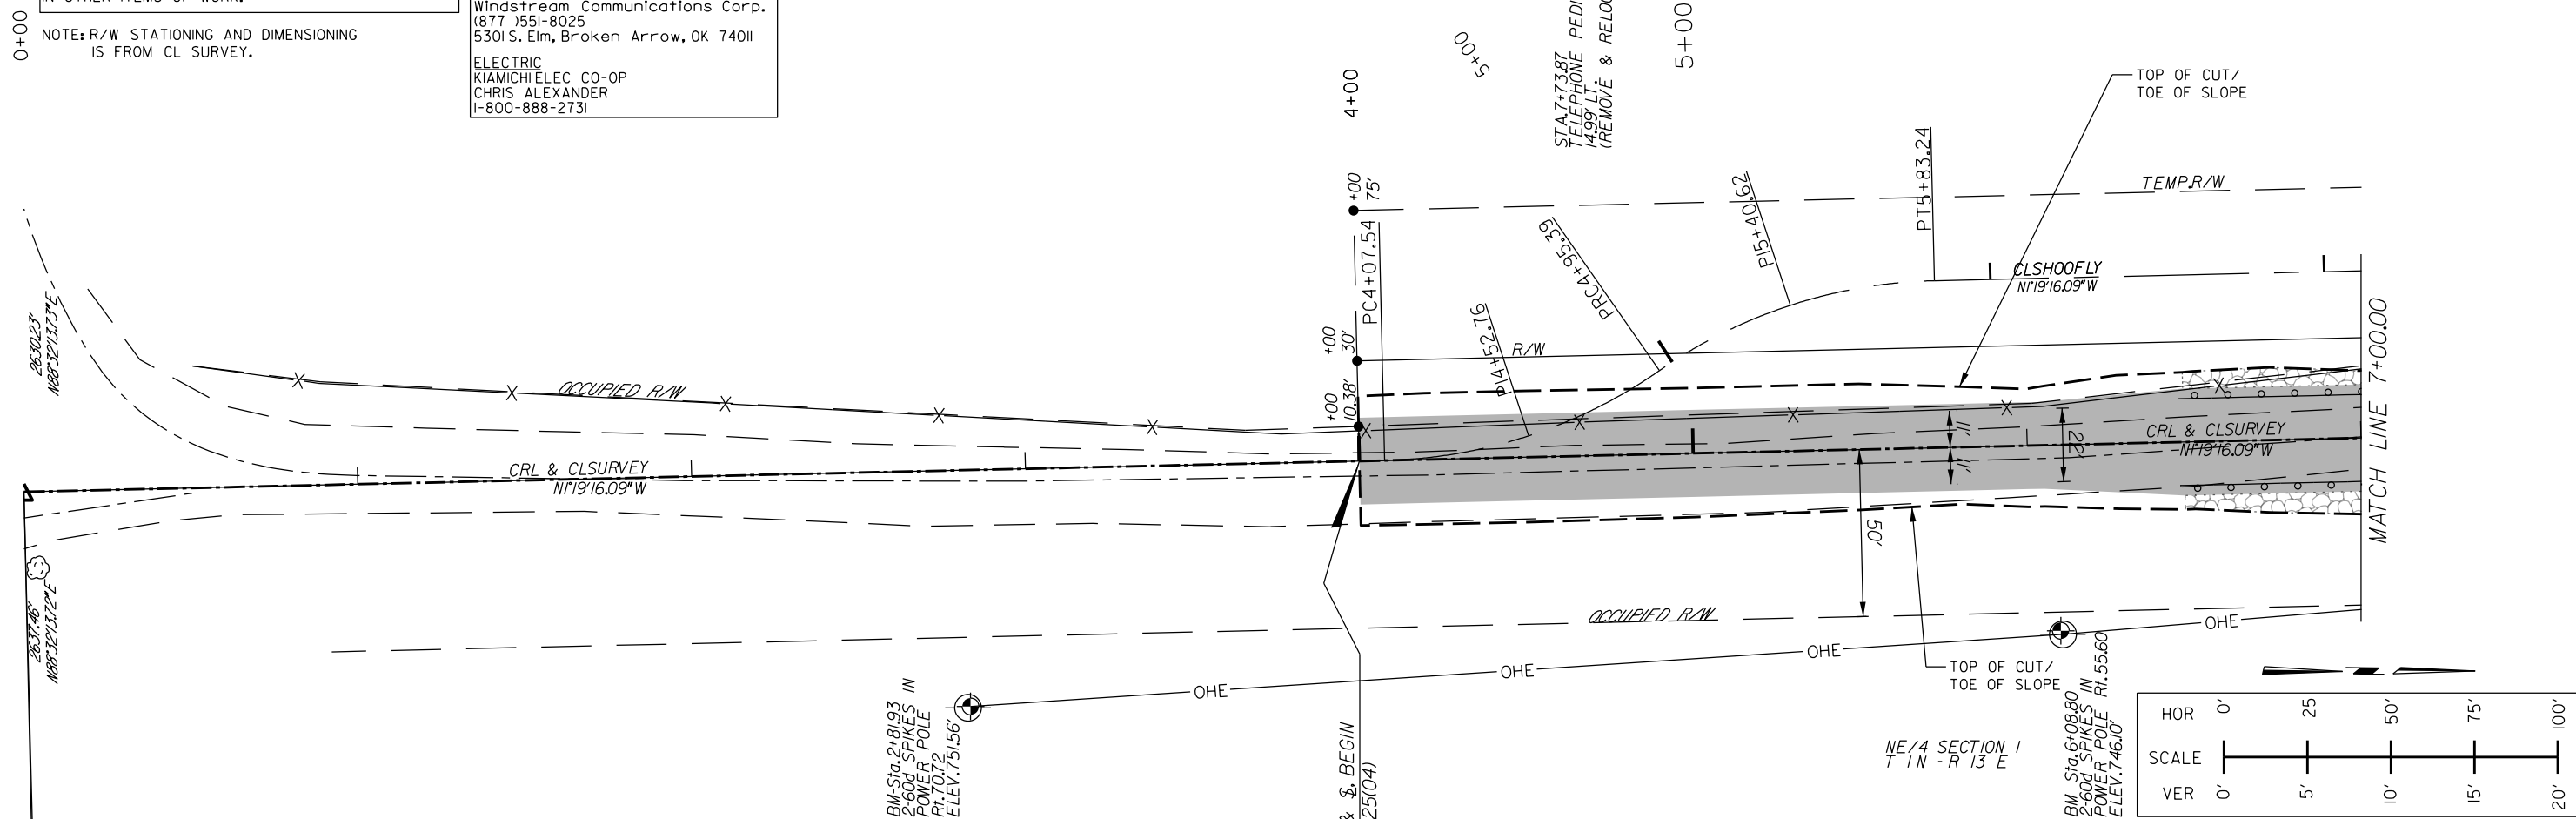 0+00
NOTE: R/W STATIONING AND DIMENSIONING
IS FROM CL SURVEY.
Windstream Communications Corp.
(877 )551-8025
5301 S. Elm, Broken Arrow, OK 74011
ELECTRIC
KIAMICHI ELEC CO-OP
CHRIS ALEXANDER
1-800-888-2731
4+00
5+00
5+00
STA.7+73.87
TELEPHONE PEDI
14.99' LT.
(REMOVE & RELOC
TOP OF CUT/
TOE OF SLOPE
+00
75'
PC4+07.54
+00
30'
+00
10.38'
PI4+52.76
PRC4+95.39
PI5+40.62
PT5+83.24
TEMP.R/W
CLSHOOFLY
N1°19'16.09"W
R/W
2630.23'
N88°32'13.73"E
OCCUPIED R/W
CRL & CLSURVEY
N1°19'16.09"W
11'
11'
22'
CRL & CLSURVEY
N1°19'16.09"W
MATCH LINE 7+00.00
50'
2637.46'
N88°32'13.72"E
OCCUPIED R/W
OHE
OHE
OHE
OHE
TOP OF CUT/
TOE OF SLOPE
BM-Sta.2+81.93
2-60d SPIKES IN
POWER POLE
Rt.70.72
ELEV.751.56'
BEGIN
25(04)
NE/4 SECTION 1
T 1N - R 13 E
BM Sta.6+08.80
2-60d SPIKES IN
POWER POLE Rt.55.60
ELEV.746.10'
HOR 0' 25 50' 75' 100'
SCALE
VER 0' 5' 10' 15' 20'